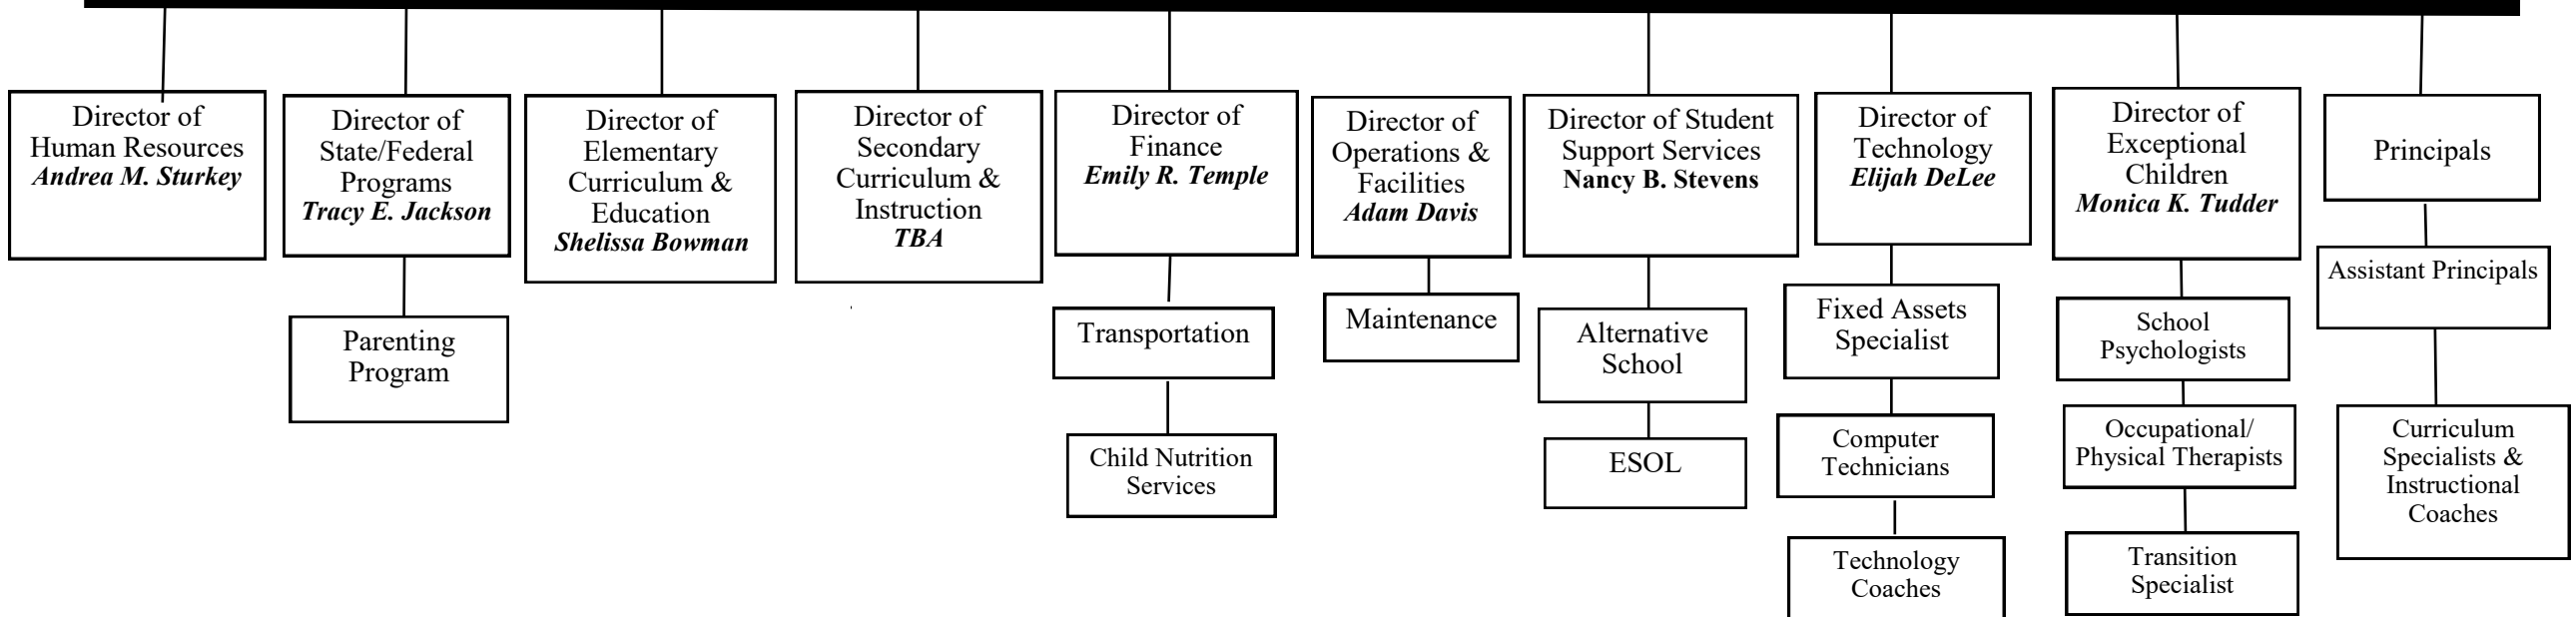 Director of
Human Resources
Andrea M. Sturkey
Director of
State/Federal
Programs
Tracy E. Jackson
Director of
Elementary
Curriculum &
Education
Shelissa Bowman
Director of
Secondary
Curriculum &
Instruction
TBA
Director of
Finance
Emily R. Temple
Director of
Operations &
Facilities
Adam Davis
Director of Student
Support Services
Nancy B. Stevens
Director of
Technology
Elijah DeLee
Director of
Exceptional
Children
Monica K. Tudder
Principals
Parenting
Program
Transportation
Child Nutrition
Services
Maintenance
Alternative
School
ESOL
Fixed Assets
Specialist
Computer
Technicians
Technology
Coaches
School
Psychologists
Occupational/
Physical Therapists
Transition
Specialist
Assistant Principals
Curriculum
Specialists &
Instructional
Coaches